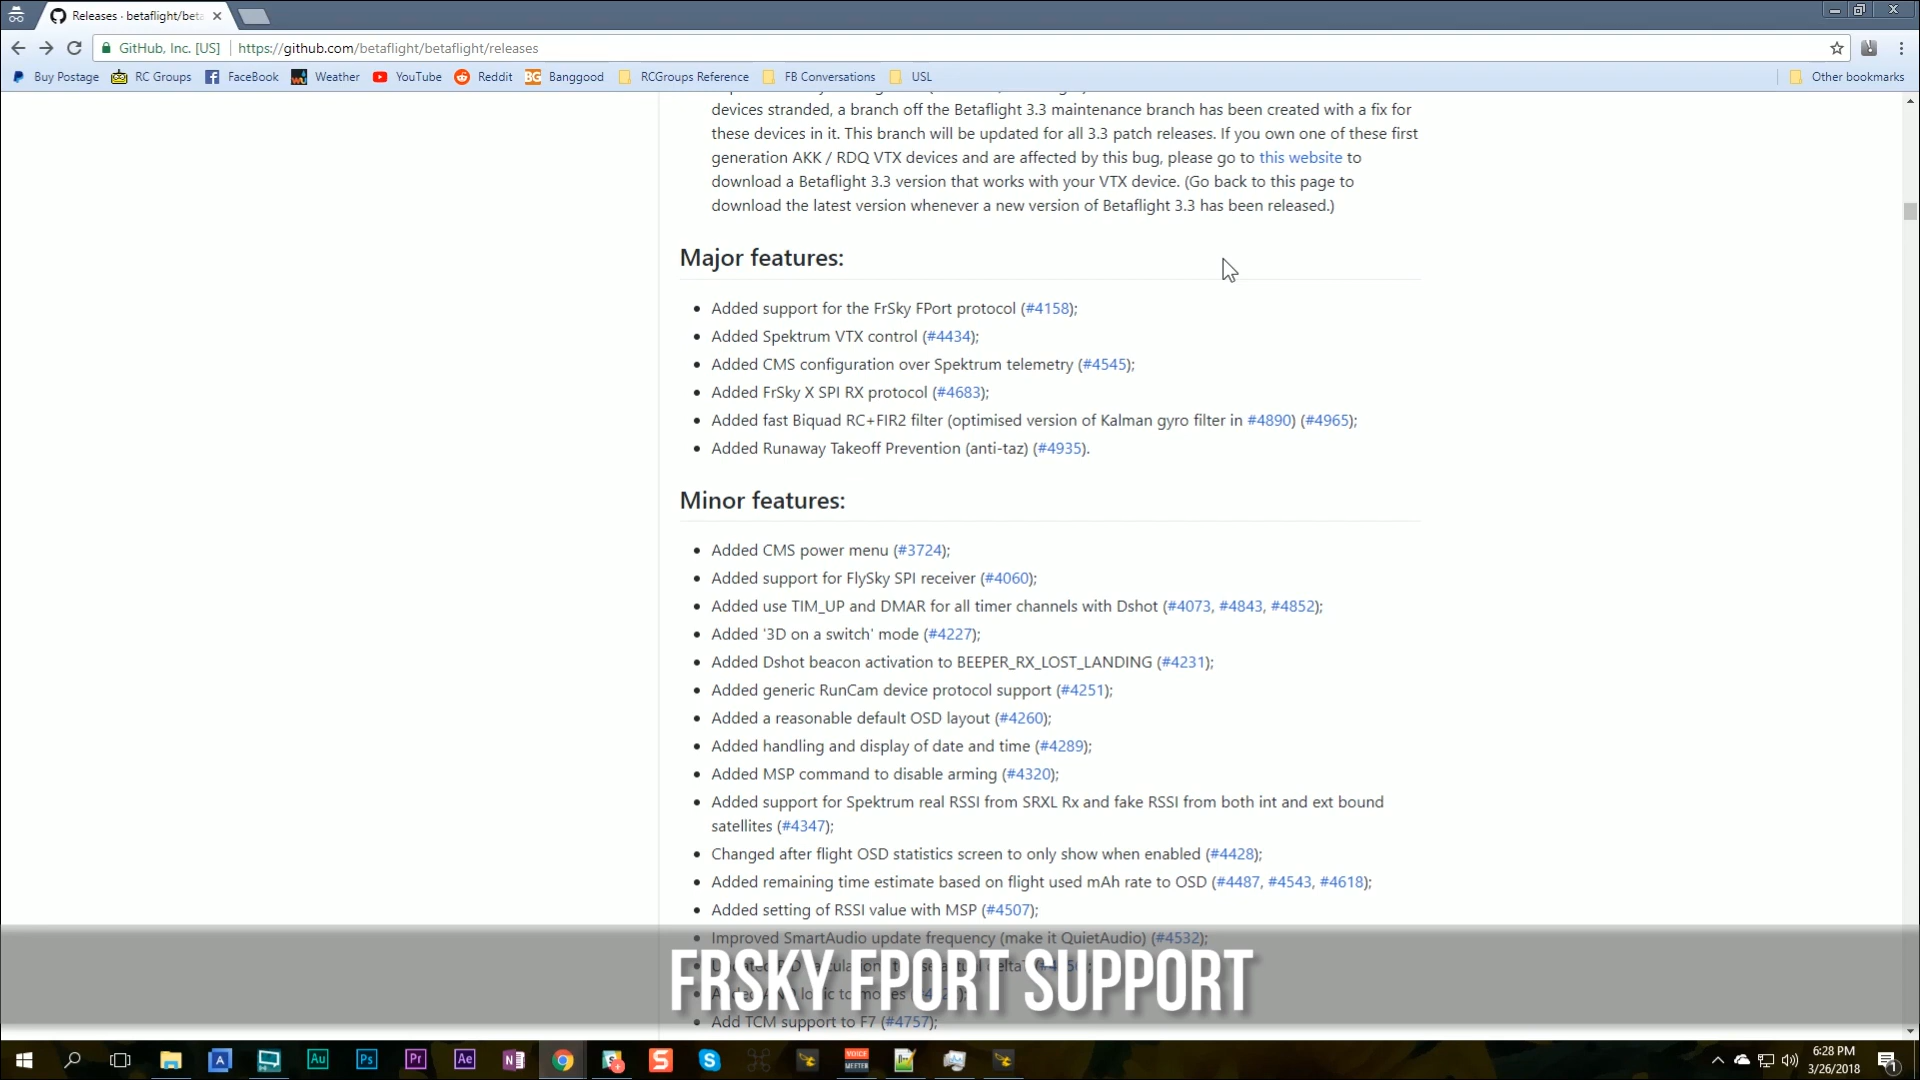 Releases · betaflight/beta
GitHub, Inc. [US]
https://github.com/betaflight/betaflight/releases
Buy Postage
RC Groups
FaceBook
Weather
YouTube
Reddit
BG
Banggood
RCGroups Reference
FB Conversations
USL
Other bookmarks
devices stranded, a branch off the Betaflight 3.3 maintenance branch has been created with a fix for
these devices in it. This branch will be updated for all 3.3 patch releases. If you own one of these first
generation AKK / RDQ VTX devices and are affected by this bug, please go to this website to
download a Betaflight 3.3 version that works with your VTX device. (Go back to this page to
download the latest version whenever a new version of Betaflight 3.3 has been released.)
Major features:
Added support for the FrSky FPort protocol (#4158);
Added Spektrum VTX control (#4434);
Added CMS configuration over Spektrum telemetry (#4545);
Added FrSky X SPI RX protocol (#4683);
Added fast Biquad RC+FIR2 filter (optimised version of Kalman gyro filter in #4890) (#4965);
Added Runaway Takeoff Prevention (anti-taz) (#4935).
Minor features:
Added CMS power menu (#3724);
Added support for FlySky SPI receiver (#4060);
Added use TIM_UP and DMAR for all timer channels with Dshot (#4073, #4843, #4852);
Added '3D on a switch' mode (#4227);
Added Dshot beacon activation to BEEPER_RX_LOST_LANDING (#4231);
Added generic RunCam device protocol support (#4251);
Added a reasonable default OSD layout (#4260);
Added handling and display of date and time (#4289);
Added MSP command to disable arming (#4320);
Added support for Spektrum real RSSI from SRXL Rx and fake RSSI from both int and ext bound
satellites (#4347);
Changed after flight OSD statistics screen to only show when enabled (#4428);
Added remaining time estimate based on flight used mAh rate to OSD (#4487, #4543, #4618);
Added setting of RSSI value with MSP (#4507);
Improved SmartAudio update frequency (make it QuietAudio) (#4532);
FRSKY FPORT SUPPORT
Add TCM support to F7 (#4757);
Au
Ps
Pr
Ae
N
VOICE
MEETER
6:28 PM
3/26/2018
1